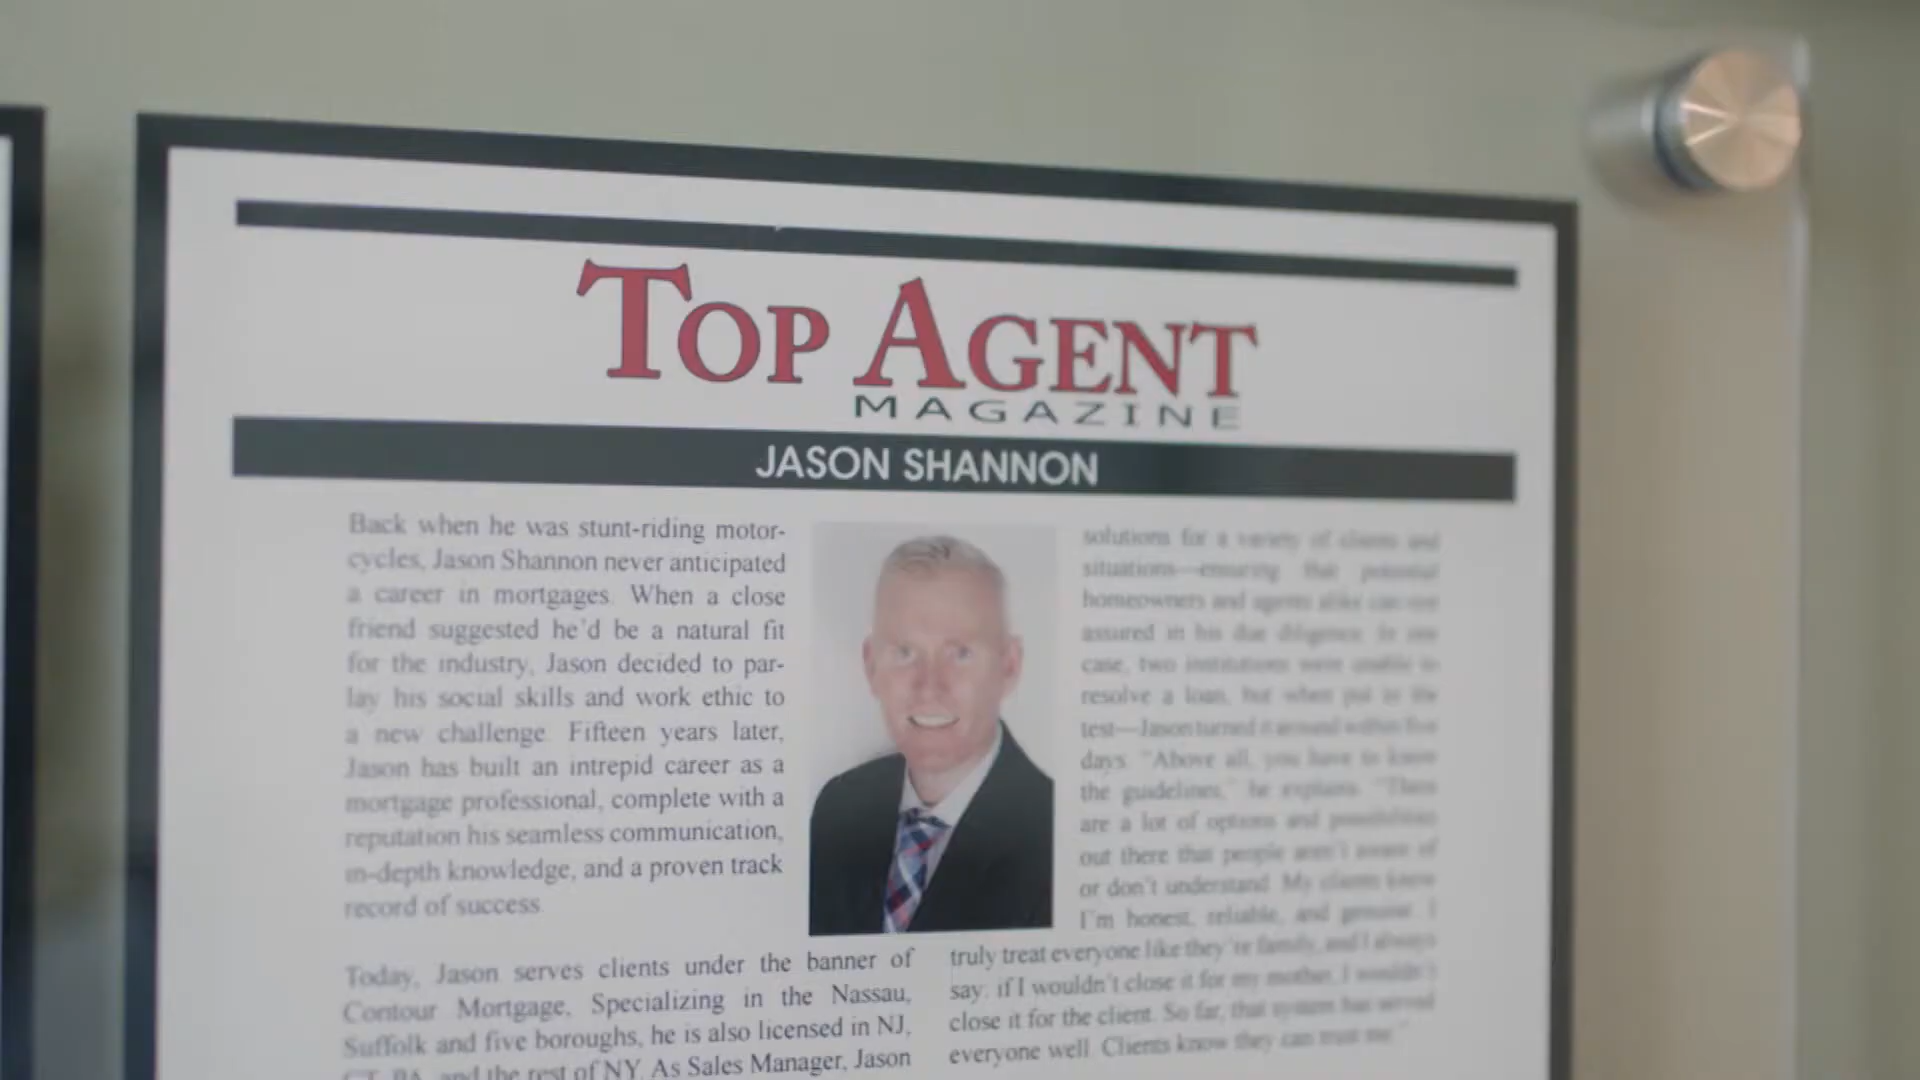 TOP AGENT
MAGAZINE
JASON SHANNON
Back when he was stunt-riding motor-
cycles, Jason Shannon never anticipated
a career in mortgages. When a close
friend suggested he'd be a natural fit
for the industry, Jason decided to par-
lay his social skills and work ethic to
a new challenge. Fifteen years later,
Jason has built an intrepid career as a
mortgage professional, complete with a
reputation his seamless communication,
in-depth knowledge, and a proven track
record of success.
Today, Jason serves clients under the banner of
Contour Mortgage, Specializing in the Nassau,
Suffolk and five boroughs, he is also licensed in NJ,
CT, PA, and the rest of NY. As Sales Manager, Jason
solutions for a variety of clients and
situations—ensuring that potential
homeowners and agents alike can rest
assured in his due diligence. In one
case, two institutions were unable to
resolve a loan, but when put to the
test—Jason turned it around within five
days. "Above all, you have to know
the guidelines," he explains. "There
are a lot of options and possibilities
out there that people aren't aware of
or don't understand. My clients know
I'm honest, reliable, and genuine. I
truly treat everyone like they're family, and I always
say: if I wouldn't close it for my mother, I wouldn't
close it for the client. So far, that system has served
everyone well. Clients know they can trust me."